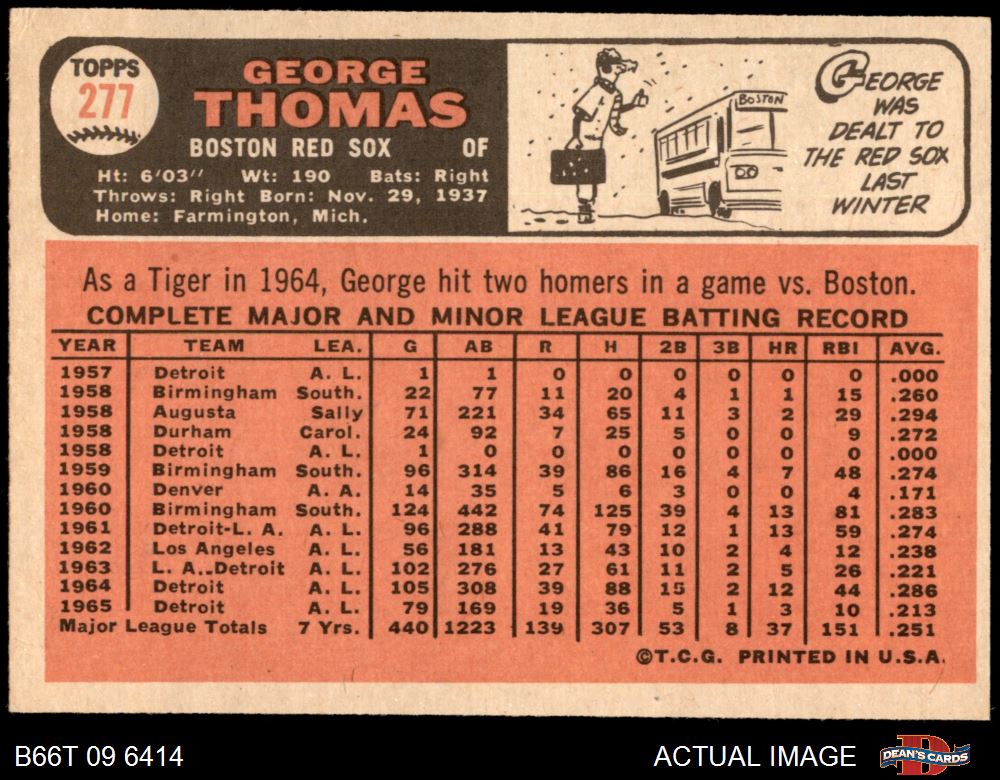 TOPPS
277
GEORGE
THOMAS
BOSTON RED SOX OF
Ht: 6'03" Wt: 190 Bats: Right
Throws: Right Born: Nov. 29, 1937
Home: Farmington, Mich.
BOSTON
GEORGE
WAS
DEALT TO
THE RED SOX
LAST
WINTER
As a Tiger in 1964, George hit two homers in a game vs. Boston.
COMPLETE MAJOR AND MINOR LEAGUE BATTING RECORD
YEAR TEAM LEA. G AB R H 2B 3B HR RBI AVG.
1957 Detroit A. L. 1 1 0 0 0 0 0 0 .000
1958 Birmingham South. 22 77 11 20 4 1 1 15 .260
1958 Augusta Sally 71 221 34 65 11 3 2 29 .294
1958 Durham Carol. 24 92 7 25 5 0 0 9 .272
1958 Detroit A. L. 1 0 0 0 0 0 0 0 .000
1959 Birmingham South. 96 314 39 86 16 4 7 48 .274
1960 Denver A. A. 14 35 5 6 3 0 0 4 .171
1960 Birmingham South. 124 442 74 125 39 4 13 81 .283
1961 Detroit-L. A. A. L. 96 288 41 79 12 1 13 59 .274
1962 Los Angeles A. L. 56 181 13 43 10 2 4 12 .238
1963 L. A.-Detroit A. L. 102 276 27 61 11 2 5 26 .221
1964 Detroit A. L. 105 308 39 88 15 2 12 44 .286
1965 Detroit A. L. 79 169 19 36 5 1 3 10 .213
Major League Totals 7 Yrs. 440 1223 139 307 53 8 37 151 .251
©T.C.G. PRINTED IN U.S.A.
B66T 09 6414 ACTUAL IMAGE
DEAN'S CARDS